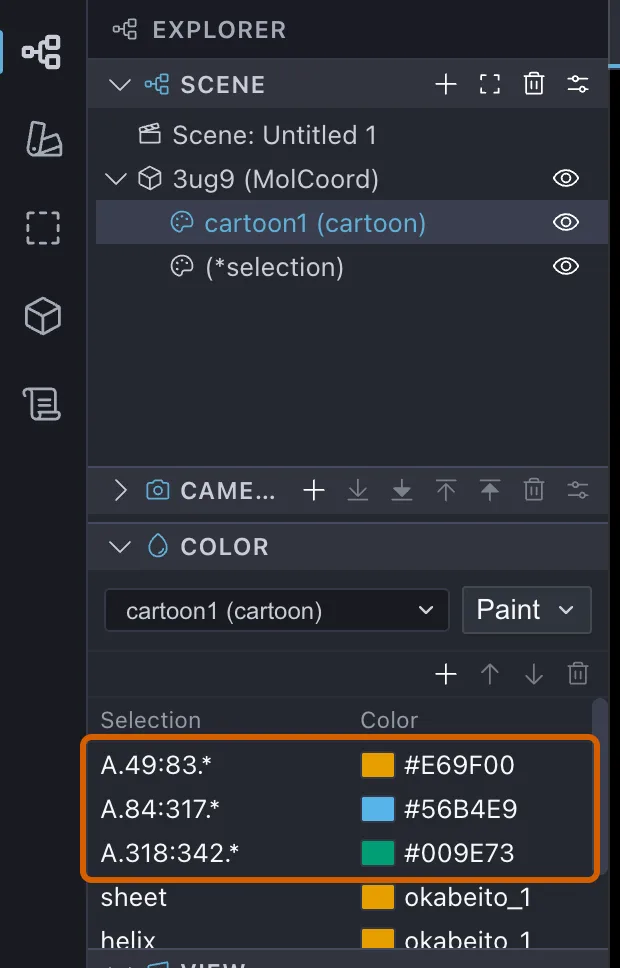 EXPLORER
SCENE
Scene: Untitled 1
3ug9 (MolCoord)
cartoon1 (cartoon)
(*selection)
CAME...
COLOR
cartoon1 (cartoon) Paint
Selection Color
A.49:83.* #E69F00
A.84:317.* #56B4E9
A.318:342.* #009E73
sheet okabeito_1
helix okabeito_1
VIEW